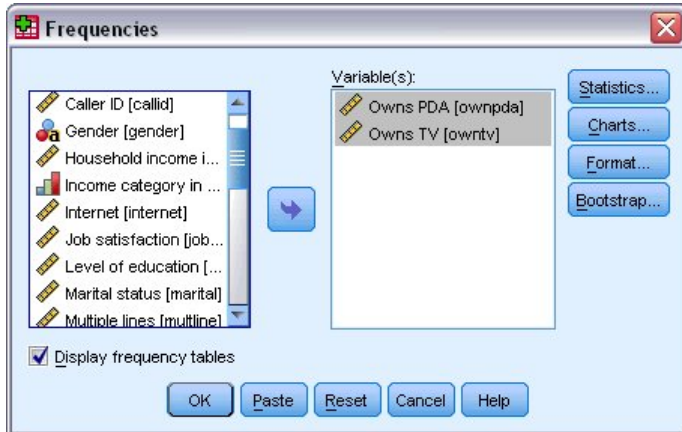 Frequencies
Caller ID [callid]
Gender [gender]
Household income i...
Income category in ...
Internet [internet]
Job satisfaction [job...
Level of education [...
Marital status [marital]
Multiple lines [multline]
Variable(s):
Owns PDA [ownpda]
Owns TV [owntv]
Statistics...
Charts...
Format...
Bootstrap...
Display frequency tables
OK Paste Reset Cancel Help